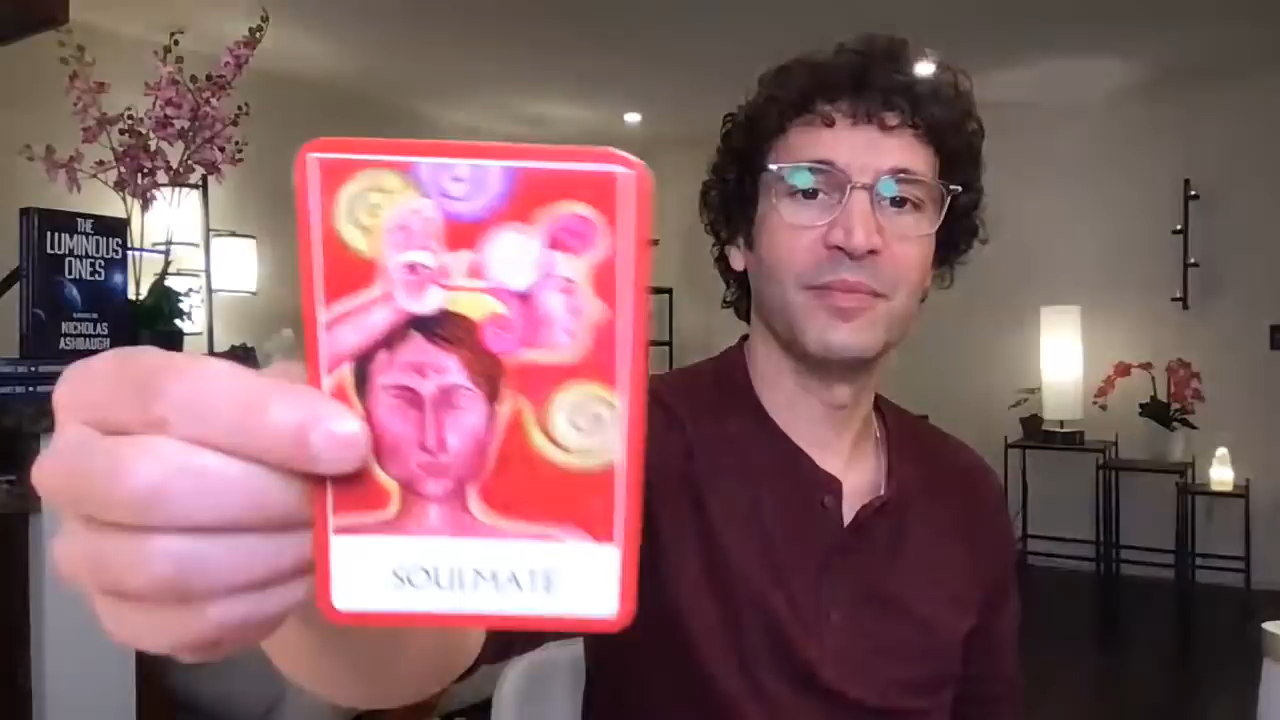 THE
LUMINOUS
ONES
NICHOLAS
ASHBAUGH
SOULMATE